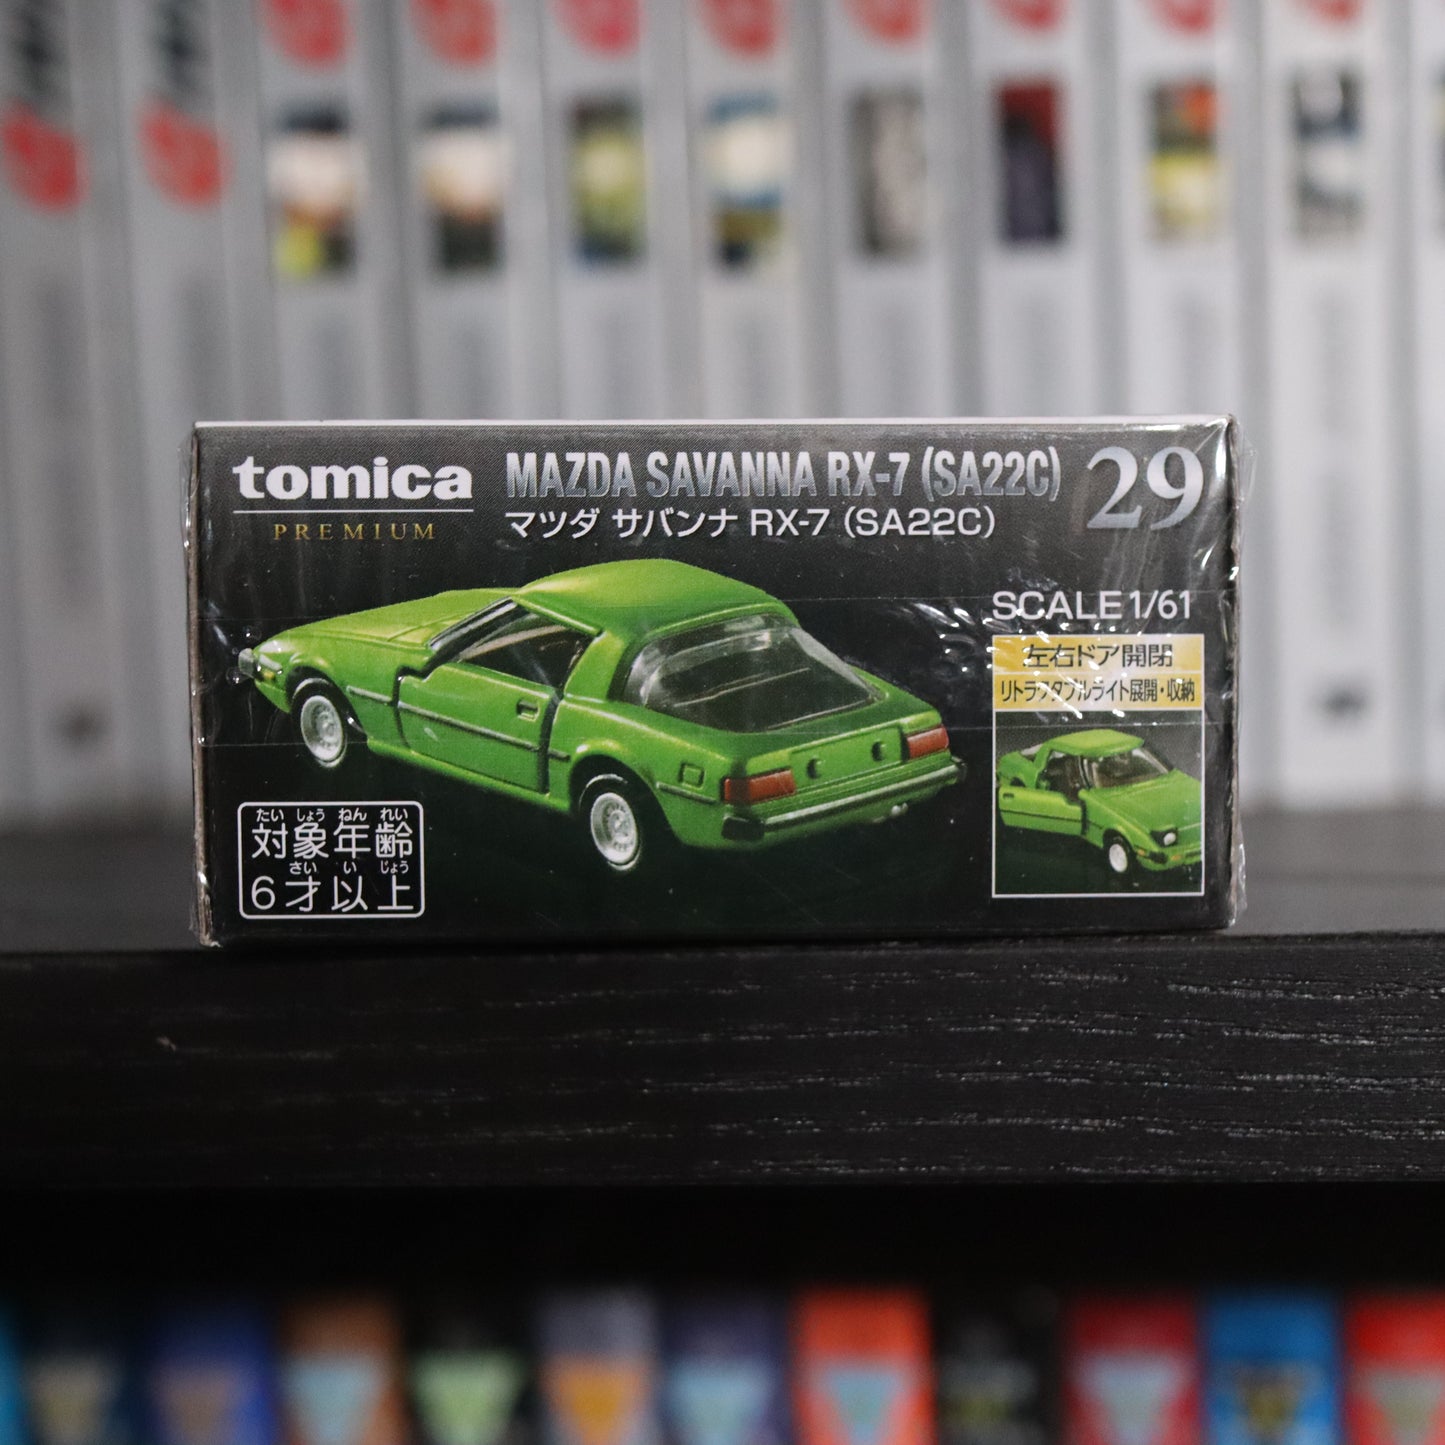 tomica
PREMIUM
MAZDA SAVANNA RX-7 (SA22C)
マツダ サバンナ RX-7 (SA22C)
29
SCALE 1/61
左右ドア開閉
リトラクタブルライト展開・収納
たい しょう ねん れい
対象年齢
さい い じょう
6才以上